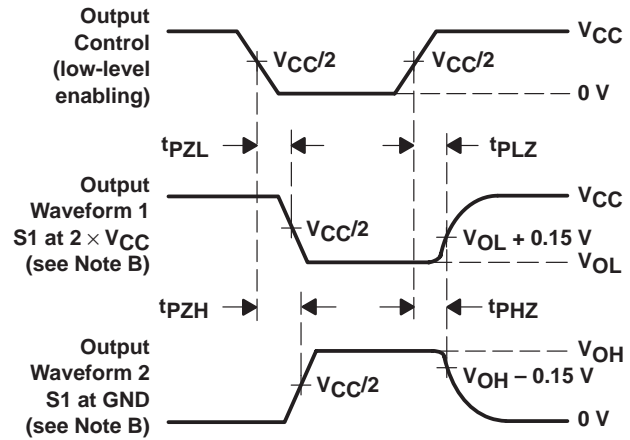 Output
Control
(low-level
enabling)
VCC/2
VCC/2
VCC
0 V
tPZL
tPLZ
Output
Waveform 1
S1 at 2 × VCC
(see Note B)
VCC/2
VCC
VOL + 0.15 V
VOL
tPZH
tPHZ
Output
Waveform 2
S1 at GND
(see Note B)
VCC/2
VOH
VOH – 0.15 V
0 V